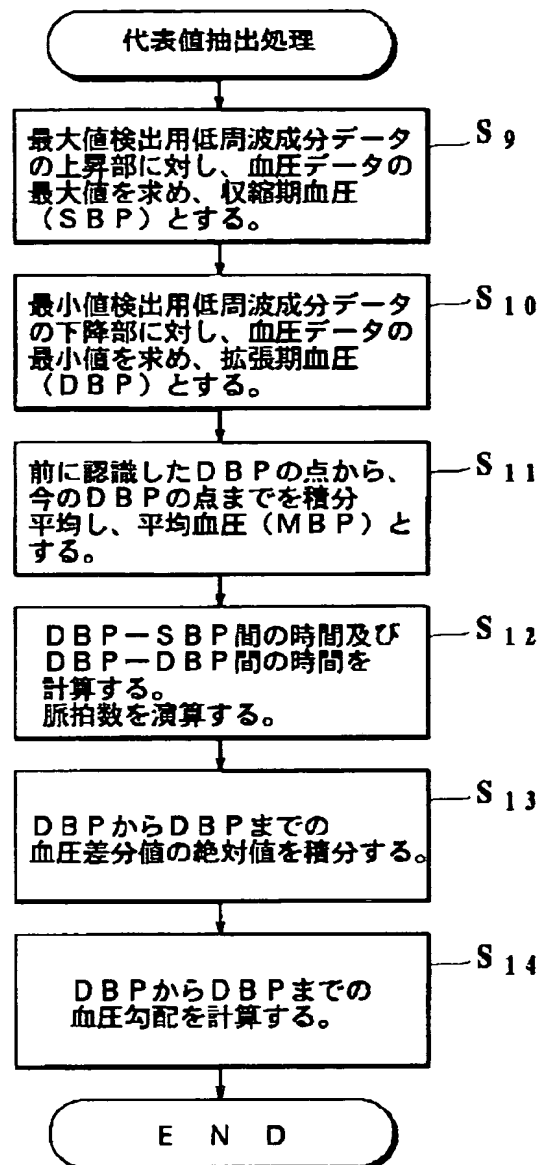 代表値抽出処理
最大値検出用低周波成分データ
の上昇部に対し、血圧データの
最大値を求め、収縮期血圧
(SBP)とする。
S9
最小値検出用低周波成分データ
の下降部に対し、血圧データの
最小値を求め、拡張期血圧
(DBP)とする。
S10
前に認識したDBPの点から、
今のDBPの点までを積分
平均し、平均血圧(MBP)と
する。
S11
DBP-SBP間の時間及び
DBP-DBP間の時間を
計算する。
脈拍数を演算する。
S12
DBPからDBPまでの
血圧差分値の絶対値を積分する。
S13
DBPからDBPまでの
血圧勾配を計算する。
S14
END